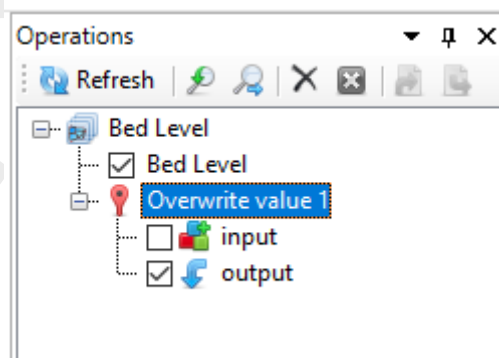 Operations
Refresh
Bed Level
Bed Level
Overwrite value 1
input
output